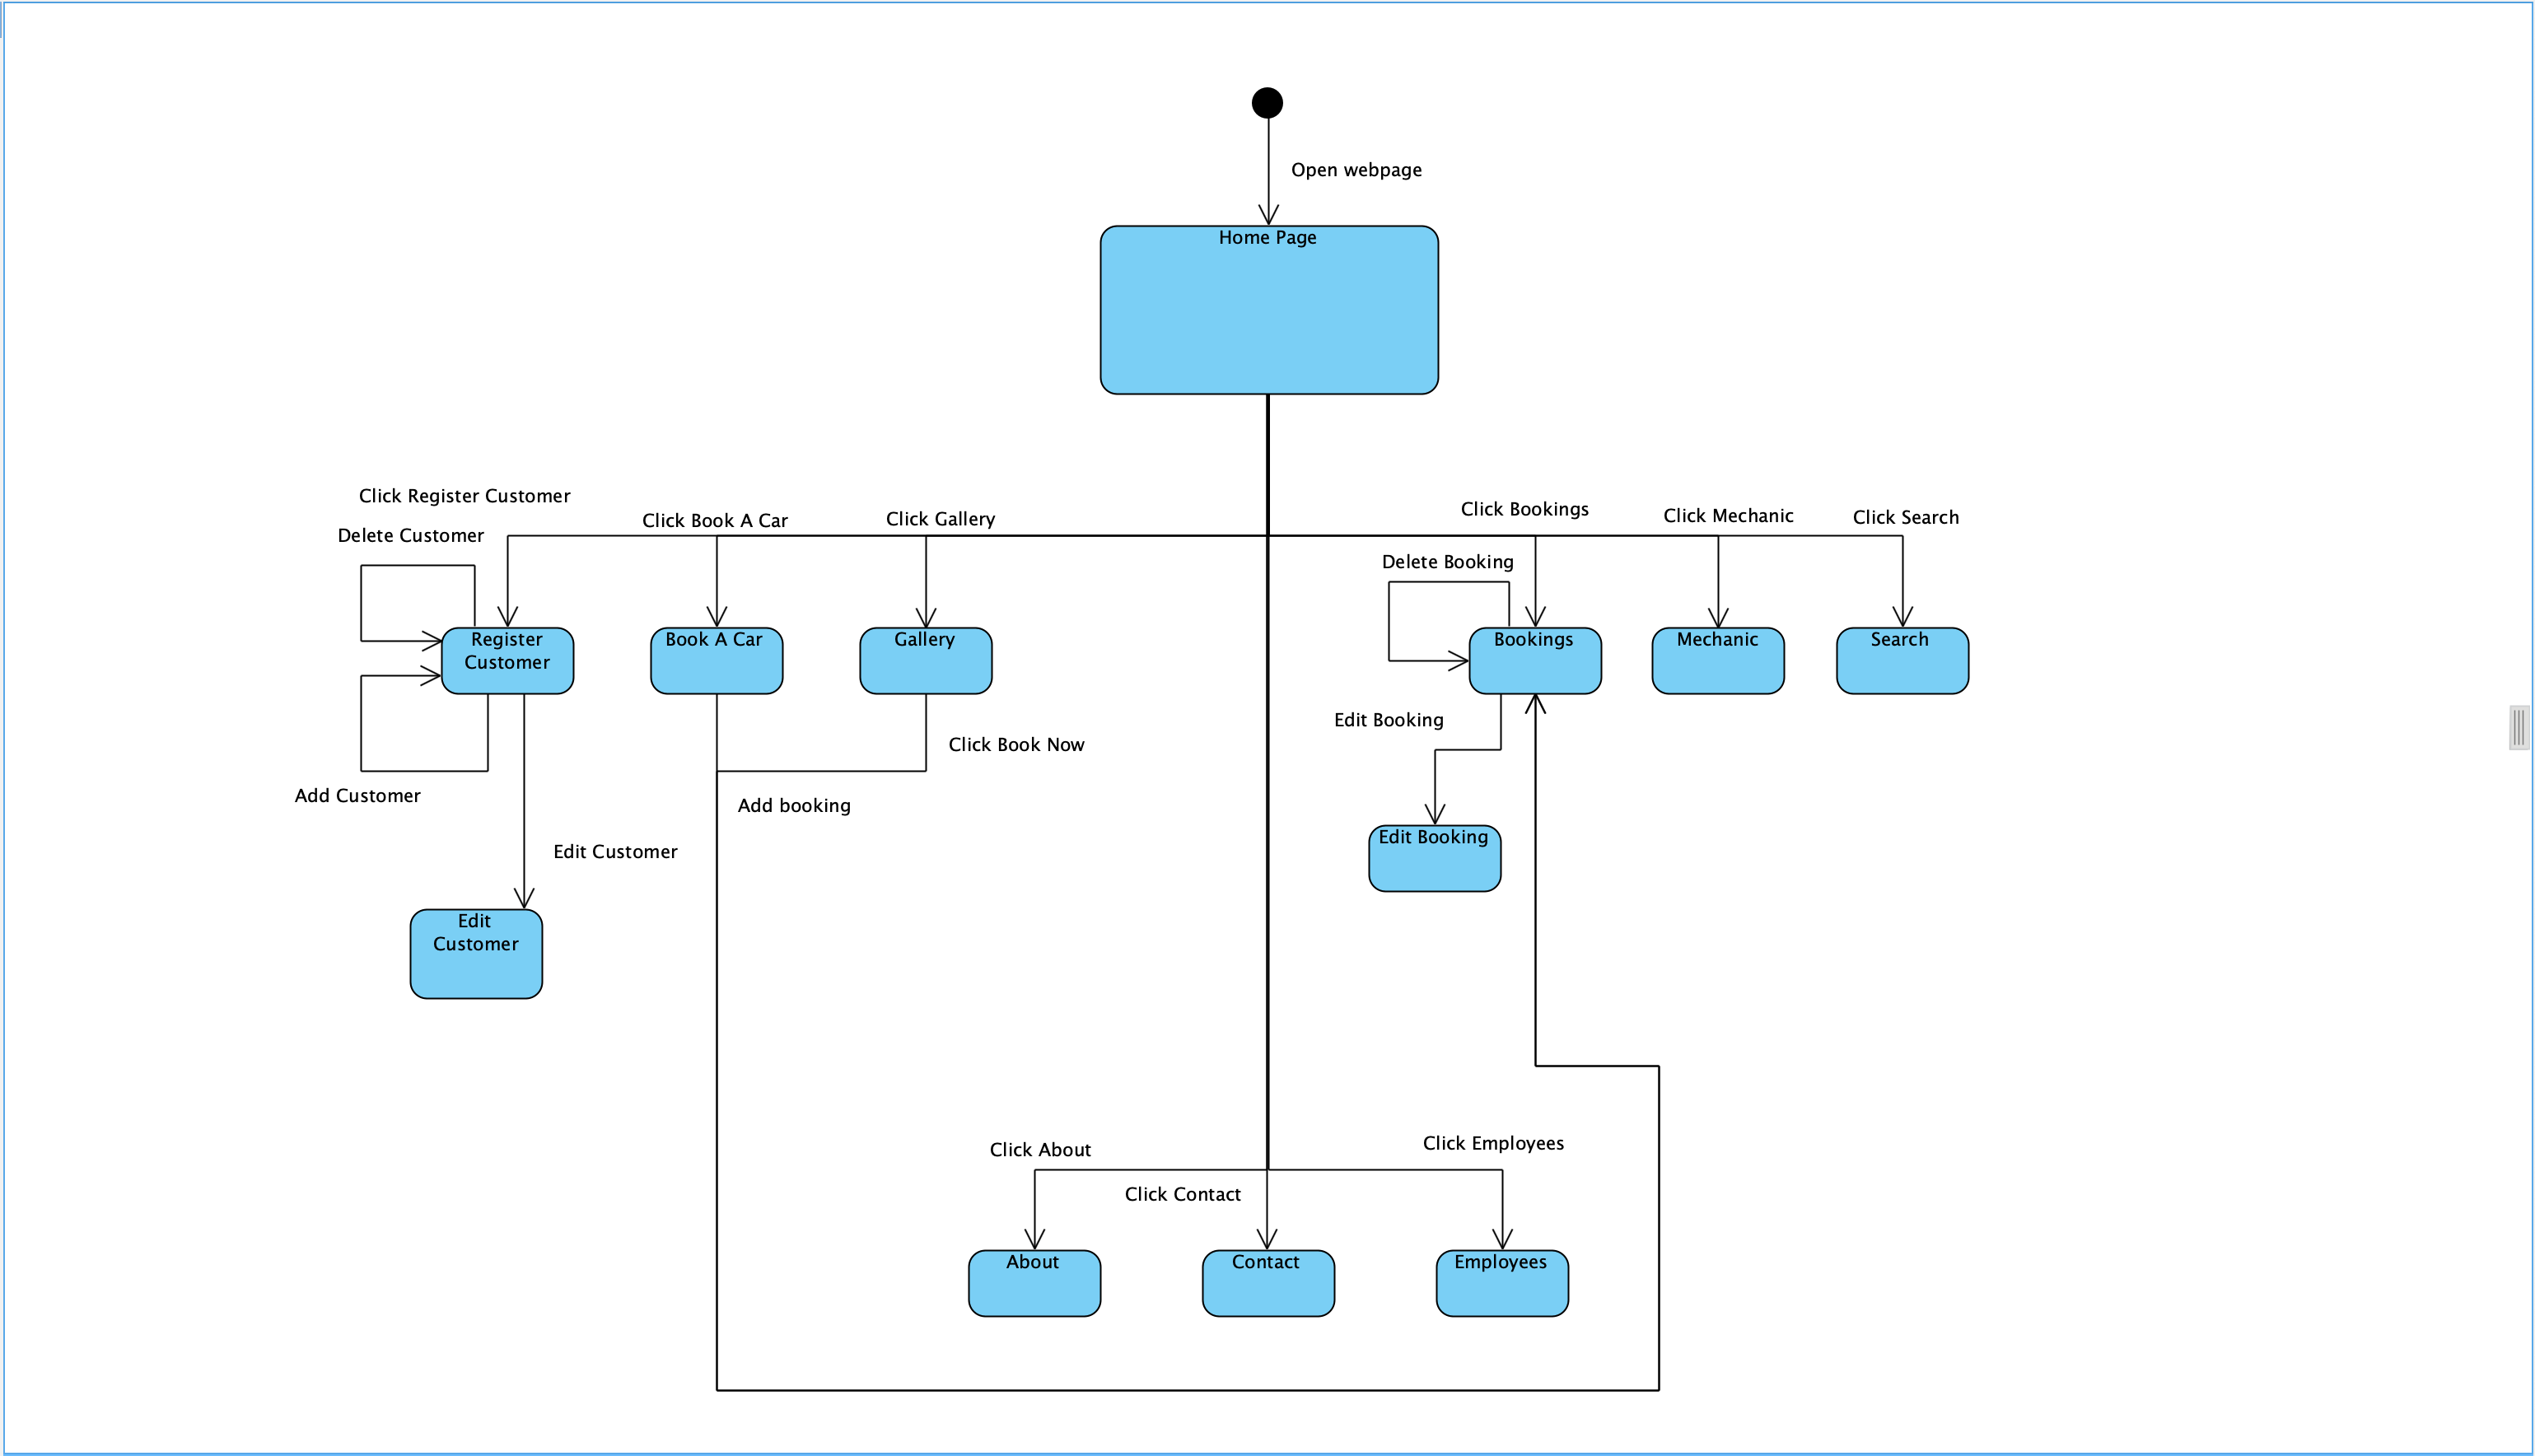 Open webpage
Home Page
Click Register Customer
Click Book A Car
Click Gallery
Click Bookings
Click Mechanic
Click Search
Delete Customer
Delete Booking
Register
Customer
Book A Car
Gallery
Bookings
Mechanic
Search
Edit Booking
Click Book Now
Add Customer
Add booking
Edit Booking
Edit Customer
Edit
Customer
Click About
Click Employees
Click Contact
About
Contact
Employees